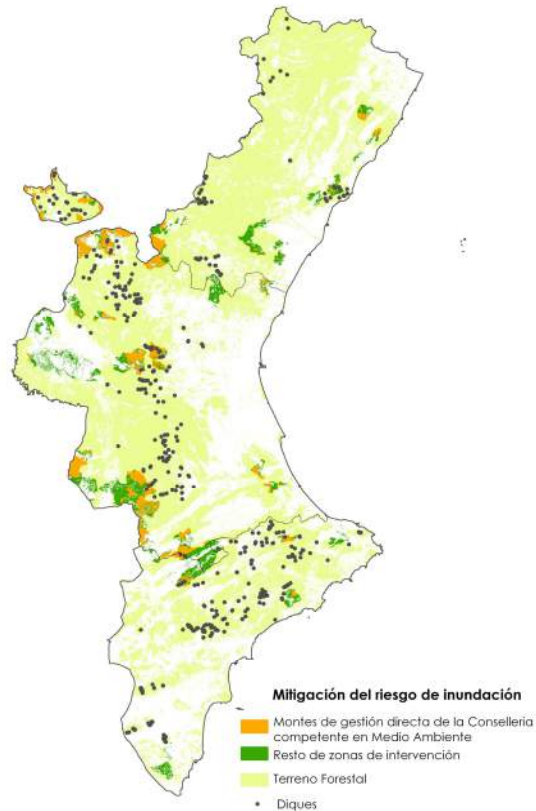 Mitigación del riesgo de inundación
Montes de gestión directa de la Conselleria
competente en Medio Ambiente
Resto de zonas de intervención
Terreno Forestal
Diques